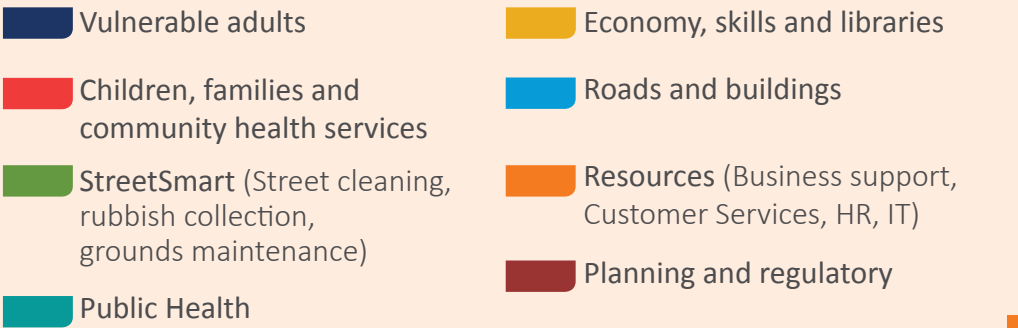 Vulnerable adults
Children, families and
community health services
StreetSmart (Street cleaning,
rubbish collection,
grounds maintenance)
Public Health
Economy, skills and libraries
Roads and buildings
Resources (Business support,
Customer Services, HR, IT)
Planning and regulatory